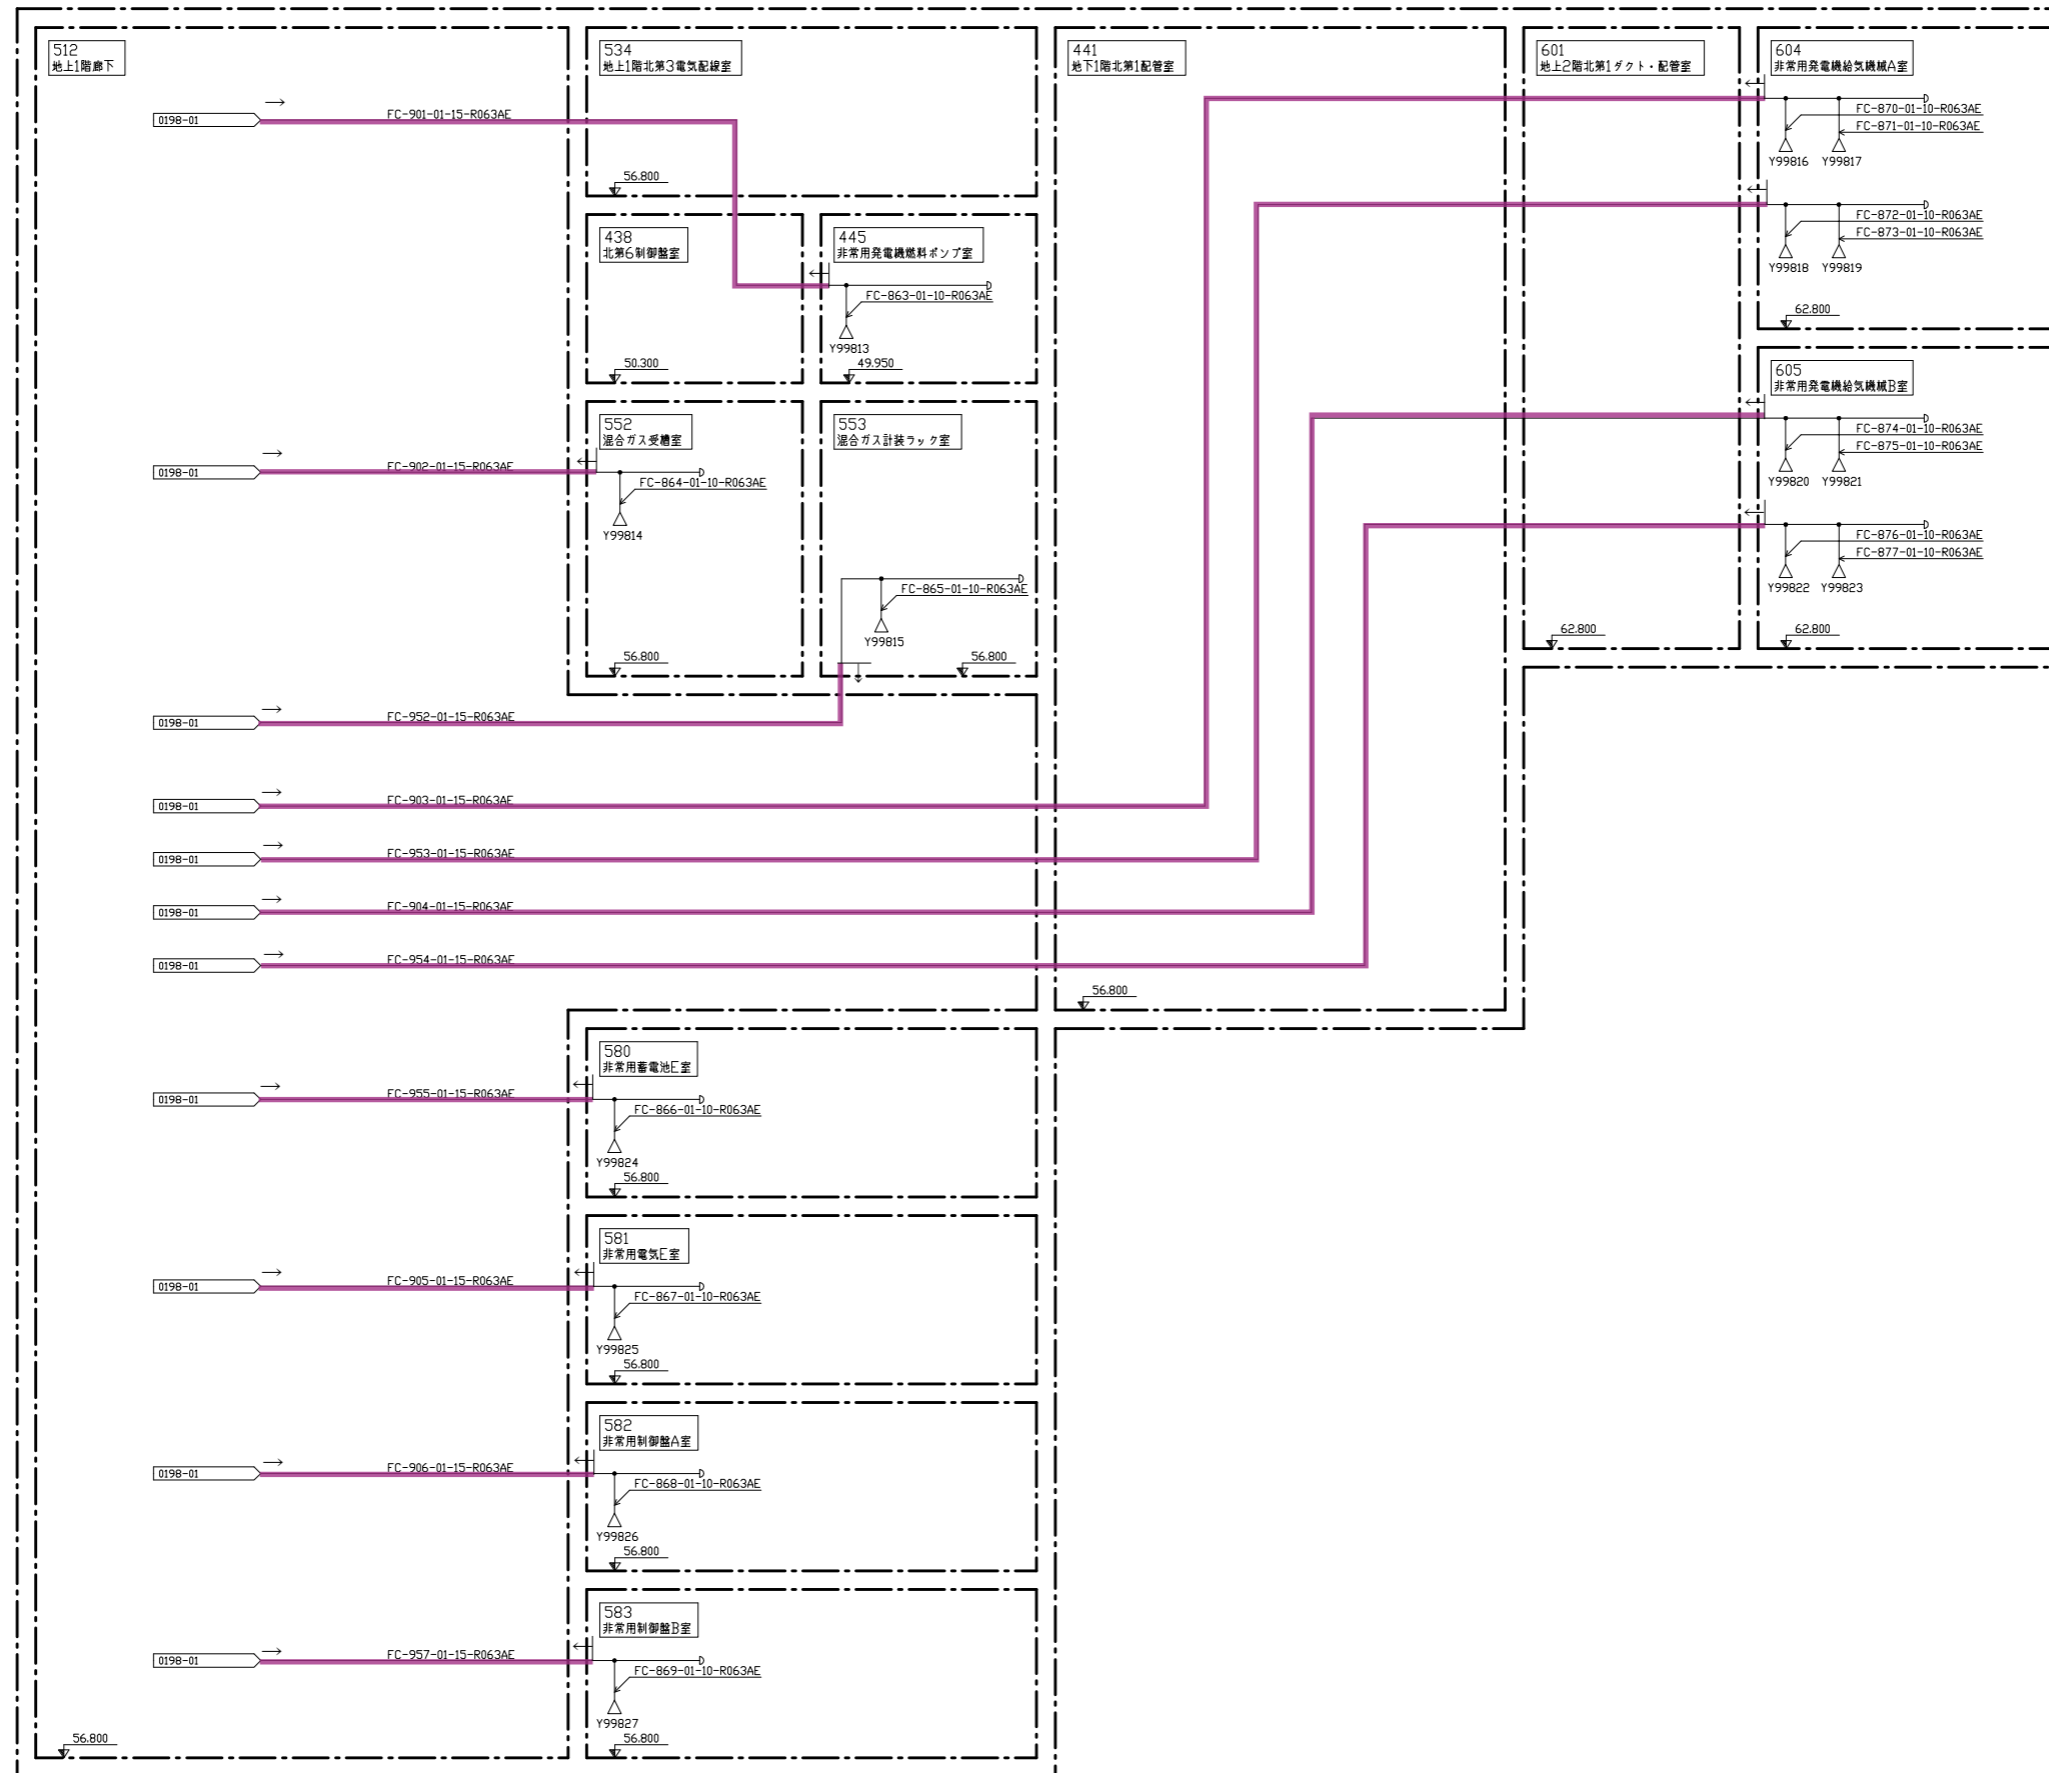 512
地上1階廊下
534
地上1階北第3電気配線室
441
地下1階北第1配管室
601
地上2階北第1ダクト・配管室
604
非常用発電機給気機械A室
0198-01
FC-901-01-15-R063AE
FC-870-01-10-R063AE
FC-871-01-10-R063AE
Y99816
Y99817
56.800
FC-872-01-10-R063AE
FC-873-01-10-R063AE
Y99818
Y99819
438
北第6制御盤室
445
非常用発電機燃料ポンプ室
FC-863-01-10-R063AE
Y99813
62.800
50.300
49.950
605
非常用発電機給気機械B室
552
混合ガス受槽室
553
混合ガス計装ラック室
FC-874-01-10-R063AE
FC-875-01-10-R063AE
Y99820
Y99821
0198-01
FC-902-01-15-R063AE
FC-864-01-10-R063AE
Y99814
FC-876-01-10-R063AE
FC-877-01-10-R063AE
Y99822
Y99823
FC-865-01-10-R063AE
Y99815
56.800
56.800
62.800
62.800
0198-01
FC-952-01-15-R063AE
0198-01
FC-903-01-15-R063AE
0198-01
FC-953-01-15-R063AE
0198-01
FC-904-01-15-R063AE
0198-01
FC-954-01-15-R063AE
56.800
580
非常用蓄電池E室
0198-01
FC-955-01-15-R063AE
FC-866-01-10-R063AE
Y99824
56.800
581
非常用電気E室
0198-01
FC-905-01-15-R063AE
FC-867-01-10-R063AE
Y99825
56.800
582
非常用制御盤A室
0198-01
FC-906-01-15-R063AE
FC-868-01-10-R063AE
Y99826
56.800
583
非常用制御盤B室
0198-01
FC-957-01-15-R063AE
FC-869-01-10-R063AE
Y99827
56.800
56.800